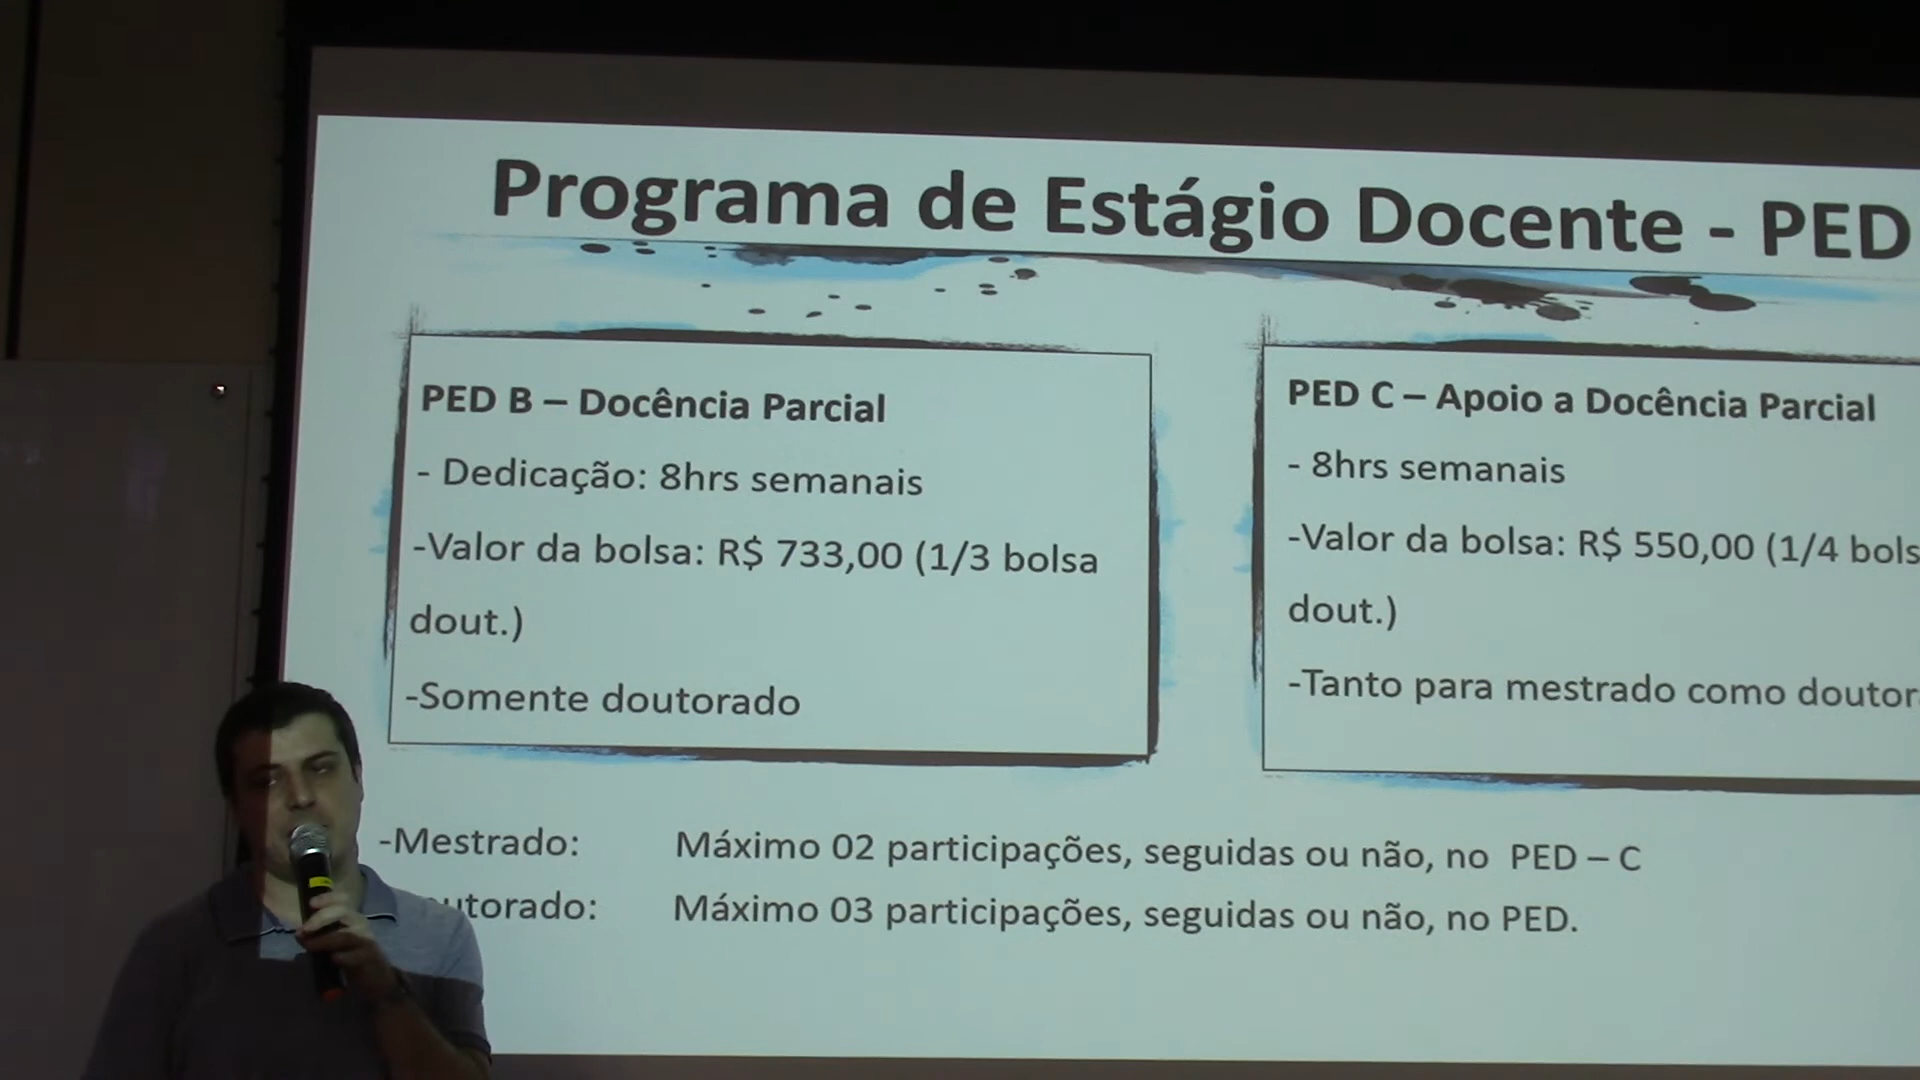 Programa de Estágio Docente - PED
PED B – Docência Parcial
- Dedicação: 8hrs semanais
-Valor da bolsa: R$ 733,00 (1/3 bolsa
dout.)
-Somente doutorado
PED C – Apoio a Docência Parcial
- 8hrs semanais
-Valor da bolsa: R$ 550,00 (1/4 bols
dout.)
-Tanto para mestrado como doutor
-Mestrado: Máximo 02 participações, seguidas ou não, no PED – C
utorado: Máximo 03 participações, seguidas ou não, no PED.